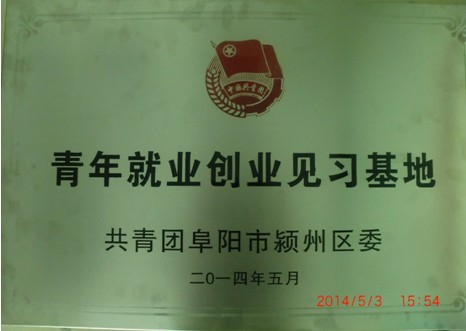 中国共青团
青年就业创业见习基地
共青团阜阳市颍州区委
二〇一四年五月
2014/5/3 15:54